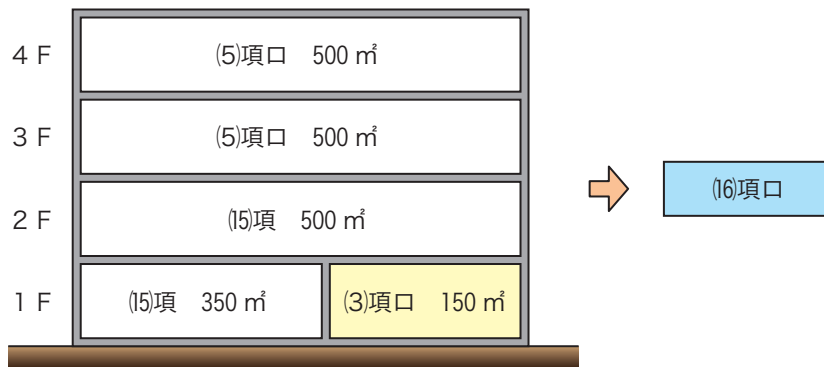 4 F ⑸項ロ 500 ㎡
3 F ⑸項ロ 500 ㎡
2 F ⒂項 500 ㎡
1 F ⒂項 350 ㎡ ⑶項ロ 150 ㎡
⒃項ロ